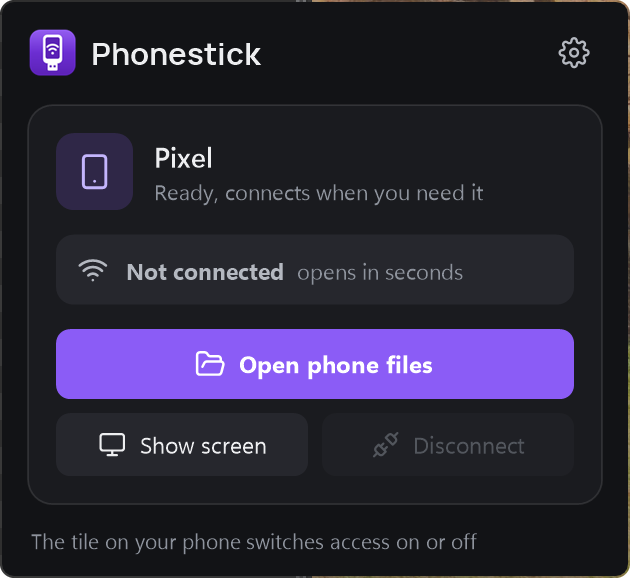 Phonestick
Pixel
Ready, connects when you need it
Not connected opens in seconds
Open phone files
Show screen
Disconnect
The tile on your phone switches access on or off